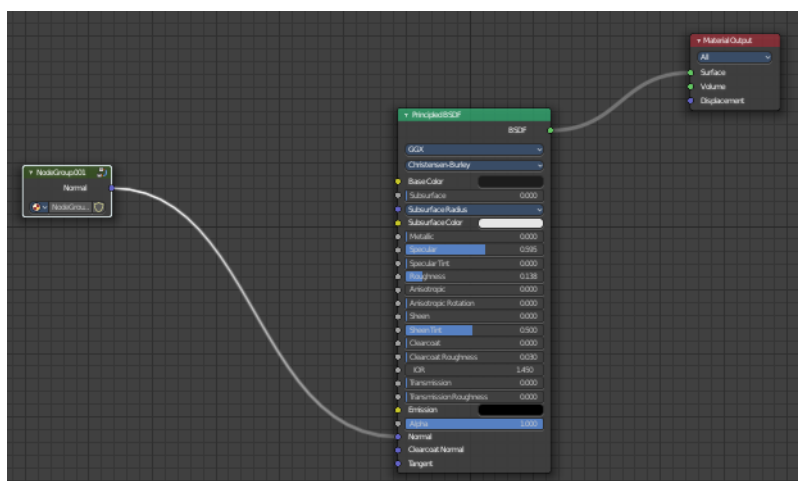 Material Output
All
Surface
Volume
Displacement
Principled BSDF
BSDF
GGX
Christensen-Burley
Base Color
Subsurface 0.000
Subsurface Radius
Subsurface Color
Metallic 0.000
Specular 0.595
Specular Tint 0.000
Roughness 0.138
Anisotropic 0.000
Anisotropic Rotation 0.000
Sheen 0.000
Sheen Tint 0.500
Clearcoat 0.000
Clearcoat Roughness 0.030
IOR 1.450
Transmission 0.000
Transmission Roughness 0.000
Emission
Alpha 1.000
Normal
Clearcoat Normal
Tangent
NodeGroup.001
Normal
NodeGrou...